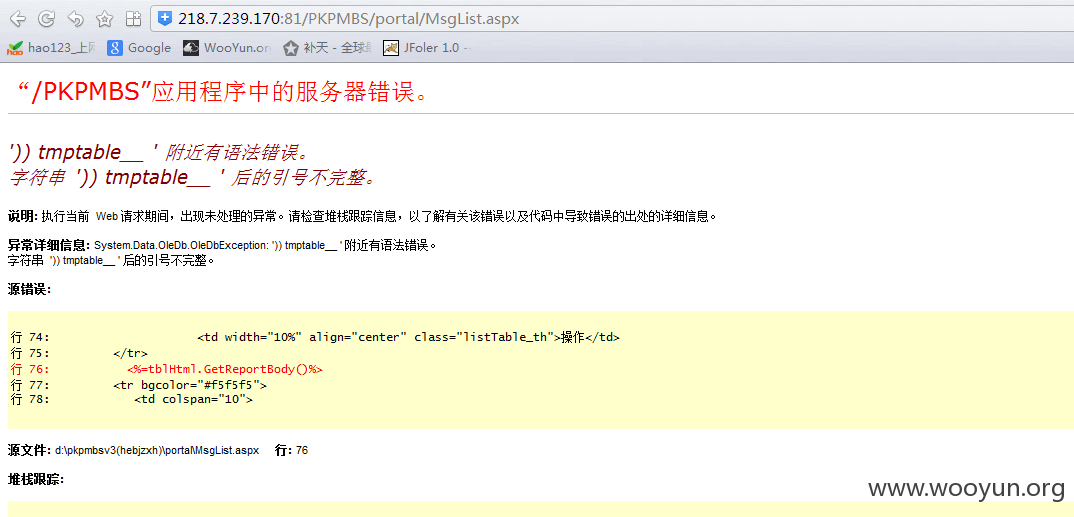 218.7.239.170:81/PKPMBS/portal/MsgList.aspx
hao123_上网 Google WooYun.org 补天 - 全球最 JFoler 1.0 --
“/PKPMBS”应用程序中的服务器错误。
')) tmptable__ ' 附近有语法错误。
字符串 ')) tmptable__ ' 后的引号不完整。
说明: 执行当前 Web 请求期间，出现未处理的异常。请检查堆栈跟踪信息，以了解有关该错误以及代码中导致错误的出处的详细信息。
异常详细信息: System.Data.OleDb.OleDbException: ')) tmptable__ ' 附近有语法错误。
字符串 ')) tmptable__ ' 后的引号不完整。
源错误:
行 74: <td width="10%" align="center" class="listTable_th">操作</td>
行 75: </tr>
行 76: <%=tblHtml.GetReportBody()%>
行 77: <tr bgcolor="#f5f5f5">
行 78: <td colspan="10">
源文件: d:\pkpmbsv3(hebjzxh)\portal\MsgList.aspx 行: 76
堆栈跟踪:
www.wooyun.org